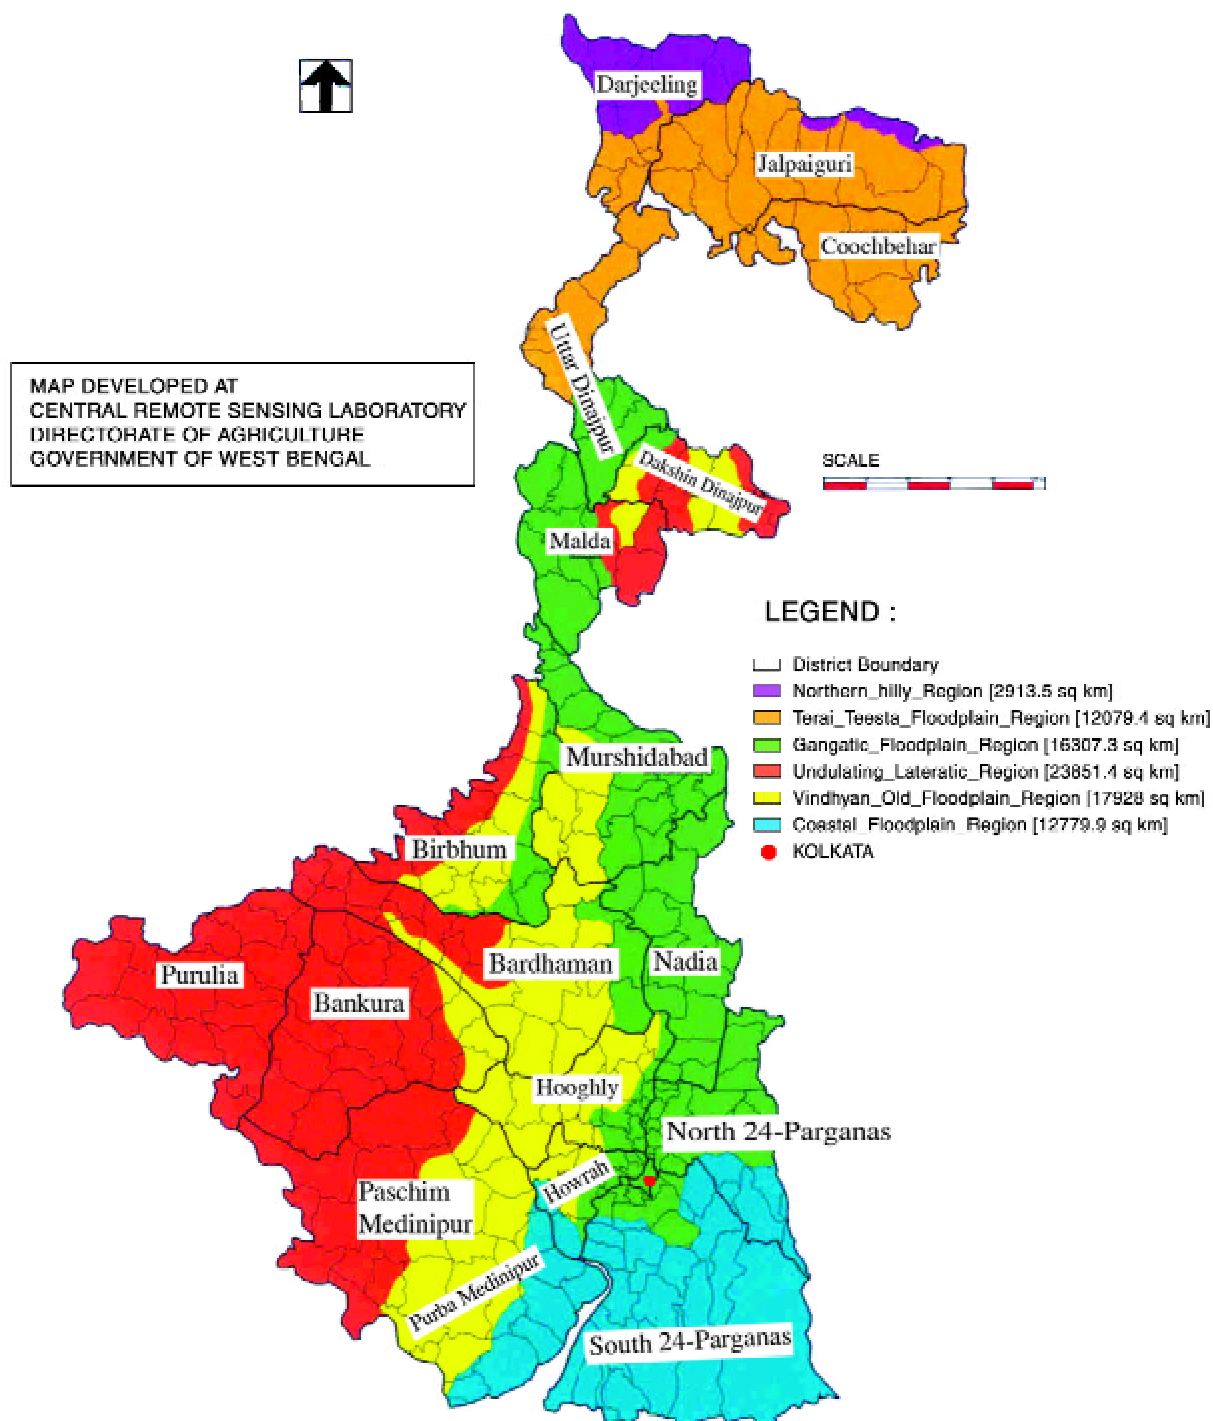 Darjeeling
Jalpaiguri
Coochbehar
Uttar Dinajpur
MAP DEVELOPED AT
CENTRAL REMOTE SENSING LABORATORY
DIRECTORATE OF AGRICULTURE
GOVERNMENT OF WEST BENGAL
Dakshin Dinajpur
SCALE
Malda
LEGEND :
District Boundary
Northern_hilly_Region [2913.5 sq km]
Terai_Teesta_Floodplain_Region [12079.4 sq km]
Gangatic_Floodplain_Region [16307.3 sq km]
Undulating_Lateratic_Region [23851.4 sq km]
Vindhyan_Old_Floodplain_Region [17928 sq km]
Coastal_Floodplain_Region [12779.9 sq km]
KOLKATA
Murshidabad
Birbhum
Bardhaman
Nadia
Purulia
Bankura
Hooghly
North 24-Parganas
Howrah
Paschim
Medinipur
Purba Medinipur
South 24-Parganas